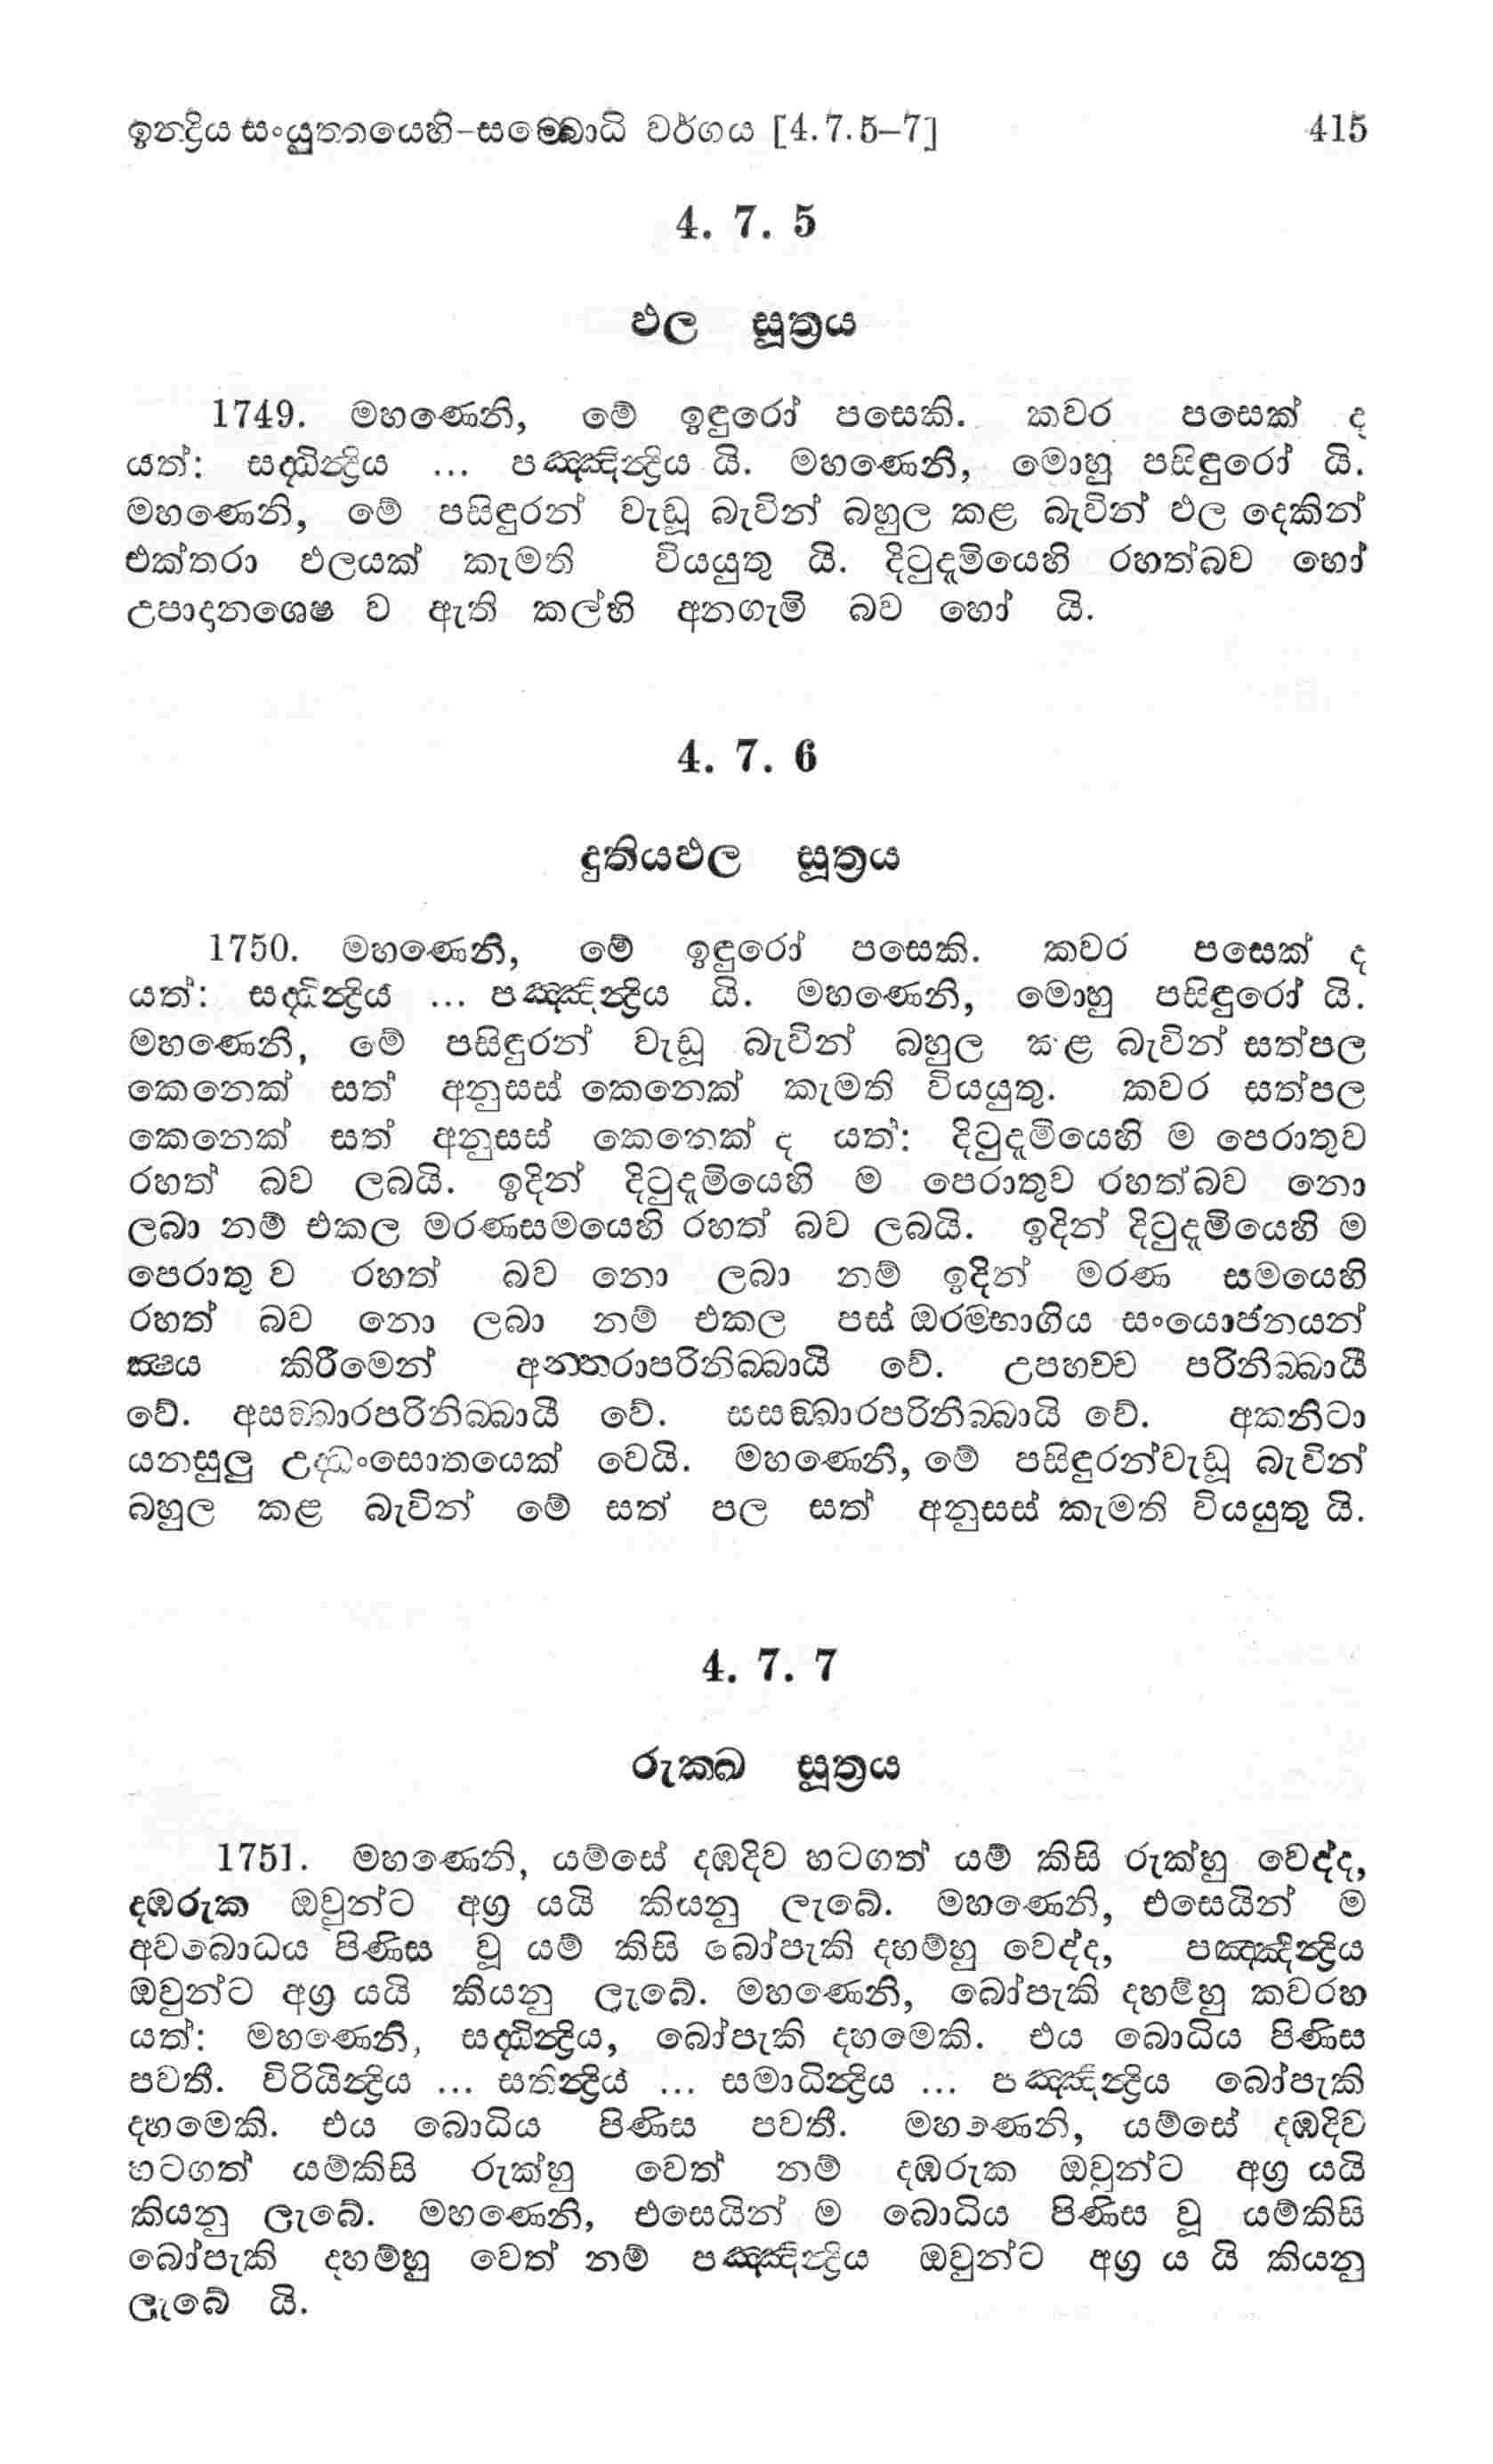 ඉන්ද්‍රිය සංයුත්තයෙහි-සම්බොධි වර්ගය [4.7.5–7] 415
4. 7. 5
ඵල සූත්‍රය
1749. මහණෙනි, මේ ඉඳුරෝ පසෙකි. කවර පසෙක් ද
යත්: සද්ධින්ද්‍රිය ... පඤ්ඤින්ද්‍රිය යි. මහණෙනි, මොහු පසිඳුරෝ යි.
මහණෙනි, මේ පසිඳුරන් වැඩූ බැවින් බහුල කළ බැවින් ඵල දෙකින්
එක්තරා ඵලයක් කැමති වියයුතු යි. දිටුදැමියෙහි රහත්බව හෝ
උපාදානශෙෂ ව ඇති කල්හි අනගැමි බව හෝ යි.
4. 7. 6
දුතියඵල සූත්‍රය
1750. මහණෙනි, මේ ඉඳුරෝ පසෙකි. කවර පසෙක් ද
යත්: සද්ධින්ද්‍රිය ... පඤ්ඤින්ද්‍රිය යි. මහණෙනි, මොහු පසිඳුරෝ යි.
මහණෙනි, මේ පසිඳුරන් වැඩූ බැවින් බහුල කළ බැවින් සත්පල
කෙනෙක් සත් අනුසස් කෙනෙක් කැමති වියයුතු. කවර සත්පල
කෙනෙක් සත් අනුසස් කෙනෙක් ද යත්: දිටුදැමියෙහි ම පෙරාතුව
රහත් බව ලබයි. ඉදින් දිටුදැමියෙහි ම පෙරාතුව රහත්බව නො
ලබා නම් එකල මරණසමයෙහි රහත් බව ලබයි. ඉදින් දිටුදැමියෙහි ම
පෙරාතු ව රහත් බව නො ලබා නම් ඉදින් මරණ සමයෙහි
රහත් බව නො ලබා නම් එකල පස් ඔරම්භාගිය සංයොජනයන්
ක්ෂය කිරීමෙන් අන්තරාපරිනිබ්බායි වේ. උපහච්ච පරිනිබ්බායී
වේ. අසඞ්ඛාරපරිනිබ්බායී වේ. සසඞ්ඛාරපරිනිබ්බායි වේ. අකනිටා
යනසුලු උද්ධංසොතයෙක් වෙයි. මහණෙනි, මේ පසිඳුරන්වැඩූ බැවින්
බහුල කළ බැවින් මේ සත් පල සත් අනුසස් කැමති වියයුතු යි.
4. 7. 7
රුක්ඛ සූත්‍රය
1751. මහණෙනි, යම්සේ දඹදිව හටගත් යම් කිසි රුක්හු වෙද්ද,
දඹරුක ඔවුන්ට අග්‍ර යයි කියනු ලැබේ. මහණෙනි, එසෙයින් ම
අවබොධය පිණිස වූ යම් කිසි බෝපැකි දහම්හු වෙද්ද, පඤ්ඤින්ද්‍රිය
ඔවුන්ට අග්‍ර යයි කියනු ලැබේ. මහණෙනි, බෝපැකි දහම්හු කවරහ
යත්: මහණෙනි, සද්ධින්ද්‍රිය, බෝපැකි දහමෙකි. එය බොධිය පිණිස
පවතී. විරියින්ද්‍රිය ... සතින්ද්‍රිය ... සමාධින්ද්‍රිය ... පඤ්ඤින්ද්‍රිය බෝපැකි
දහමෙකි. එය බොධිය පිණිස පවතී. මහණෙනි, යම්සේ දඹදිව
හටගත් යම්කිසි රුක්හු වෙත් නම් දඹරුක ඔවුන්ට අග්‍ර යයි
කියනු ලැබේ. මහණෙනි, එසෙයින් ම බොධිය පිණිස වූ යම්කිසි
බෝපැකි දහම්හු වෙත් නම් පඤ්ඤින්ද්‍රිය ඔවුන්ට අග්‍ර ය යි කියනු
ලැබේ යි.